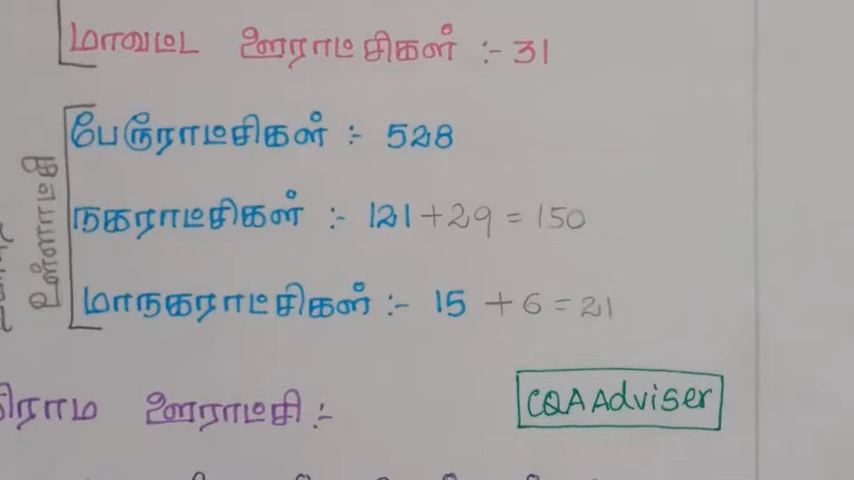 மாவட்ட ஊராட்சிகள் :- 31
பேரூராட்சிகள் :- 528
நகராட்சிகள் :- 121 + 29 = 150
மாநகராட்சிகள் :- 15 + 6 = 21
உள்ளாட்சி
கிராம ஊராட்சி :-
CQA Adviser